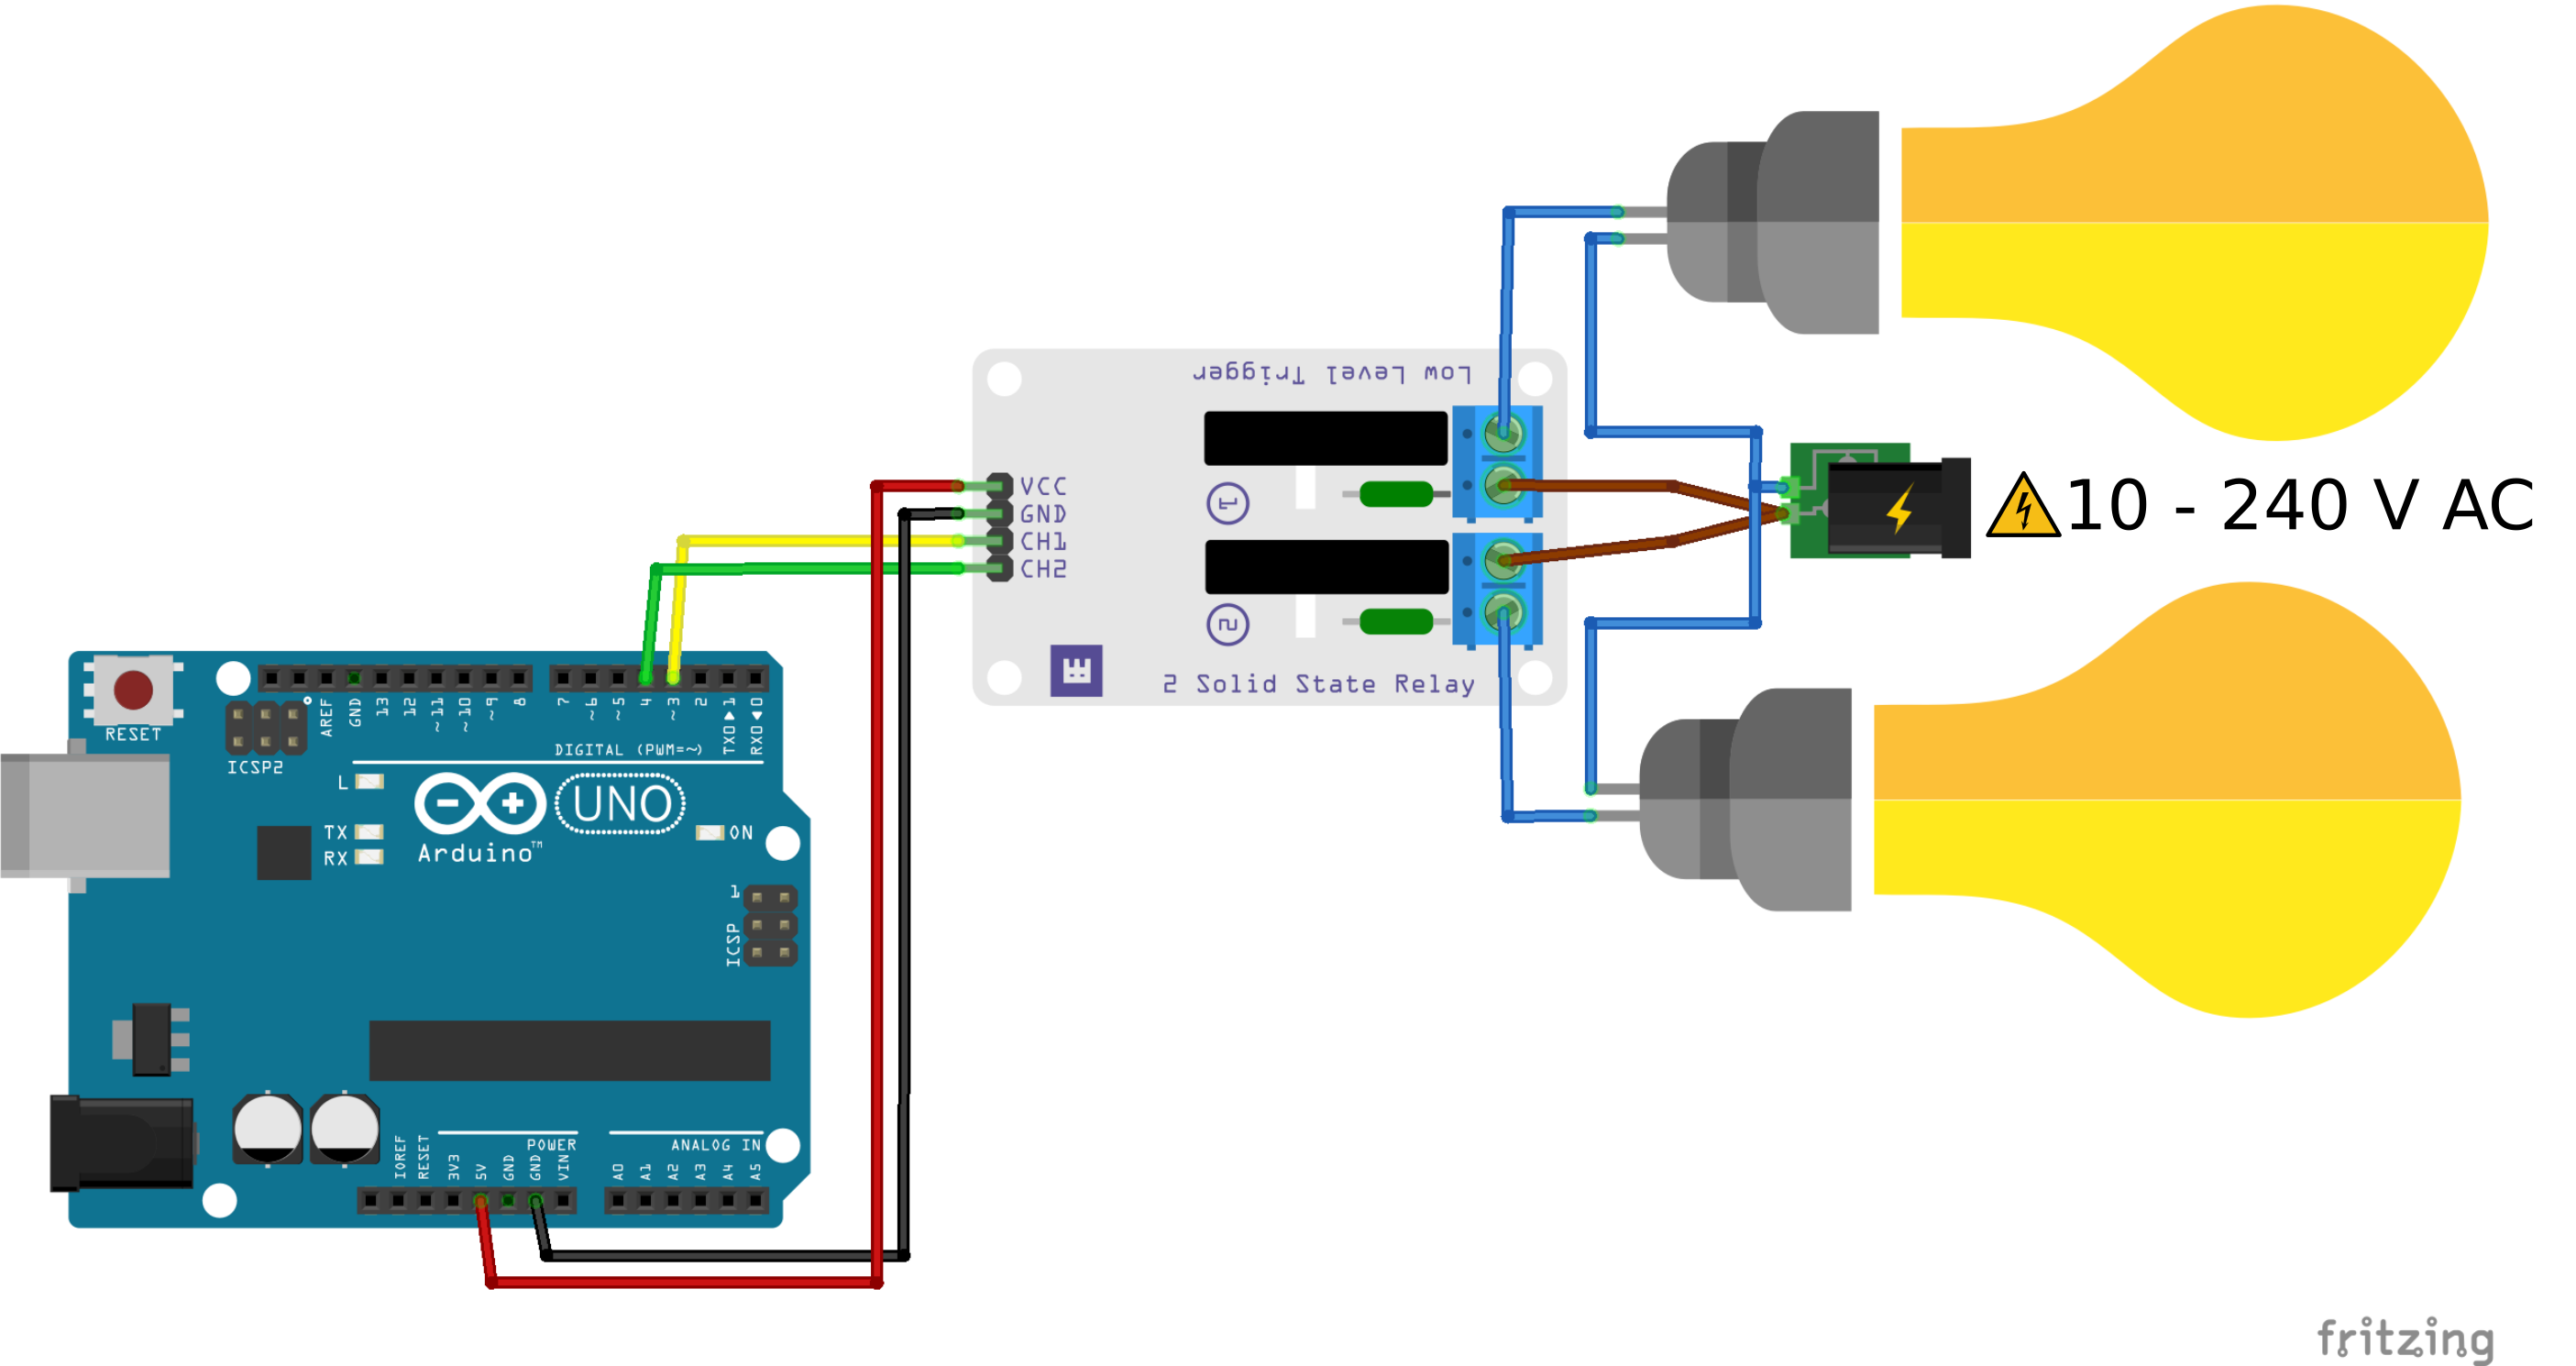 Low Level Trigger
VCC
GND
CH1
CH2
1
2
2 Solid State Relay
10 - 240 V AC
RESET
ICSP2
AREF
GND
13
12
~11
~10
~9
8
7
~6
~5
4
~3
2
TX0▶1
RX0◀0
DIGITAL (PWM=~)
L
TX
RX
UNO
Arduino™
ON
1
ICSP
IOREF
RESET
3V3
5V
GND
GND
VIN
POWER
ANALOG IN
A0
A1
A2
A3
A4
A5
fritzing